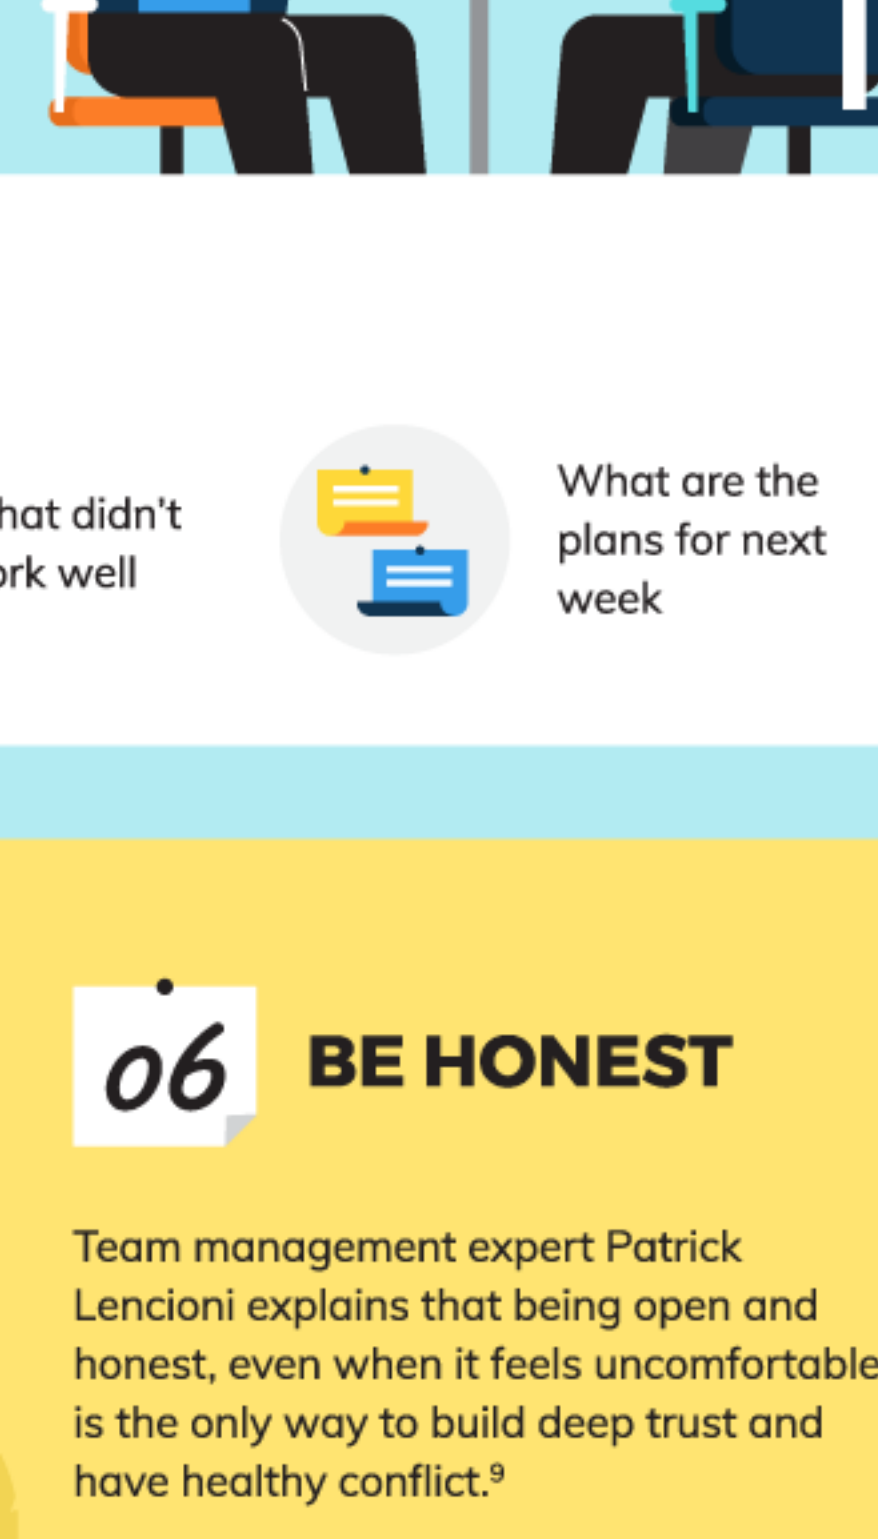 hat didn't
ork well
What are the
plans for next
week
06
BE HONEST
Team management expert Patrick
Lencioni explains that being open and
honest, even when it feels uncomfortable
is the only way to build deep trust and
have healthy conflict.⁹